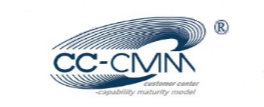 CC-CMM ®
customer center
-capability maturity model